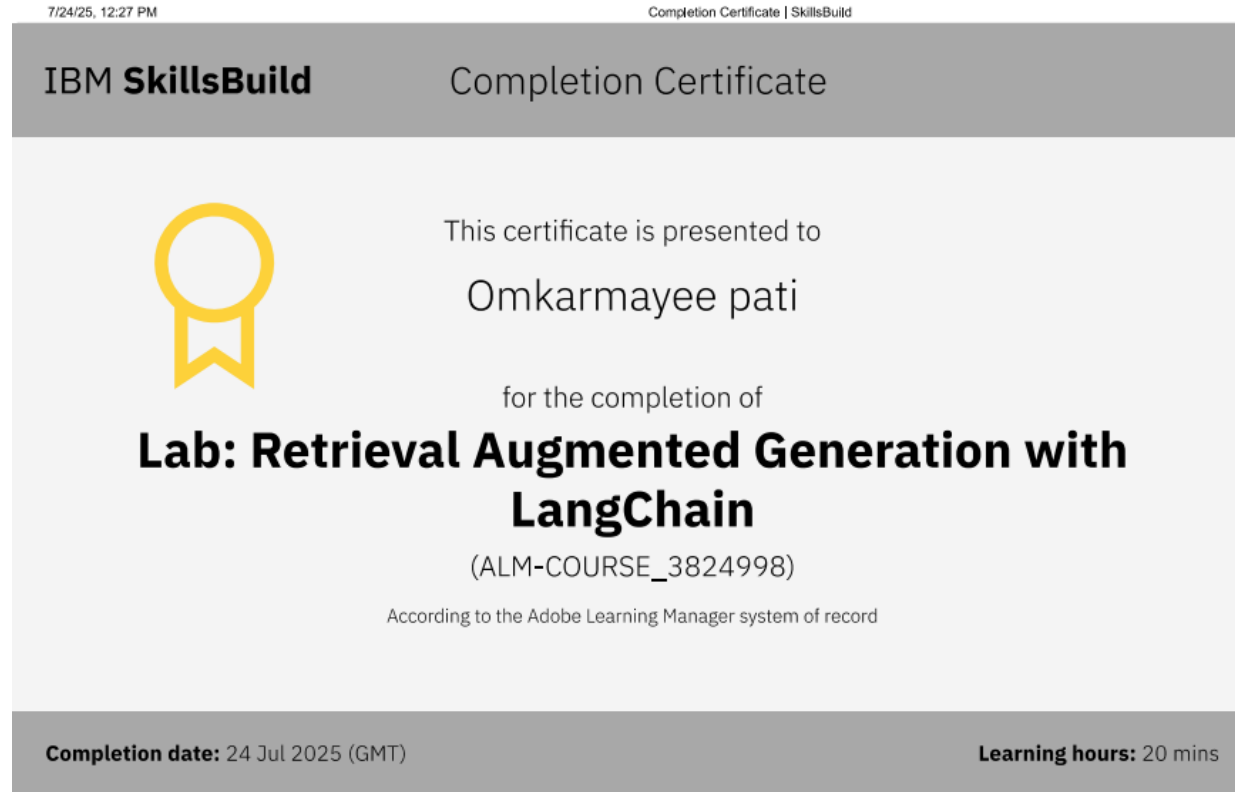 7/24/25, 12:27 PM Completion Certificate | SkillsBuild
IBM SkillsBuild Completion Certificate
This certificate is presented to
Omkarmayee pati
for the completion of
Lab: Retrieval Augmented Generation with
LangChain
(ALM-COURSE_3824998)
According to the Adobe Learning Manager system of record
Completion date: 24 Jul 2025 (GMT) Learning hours: 20 mins